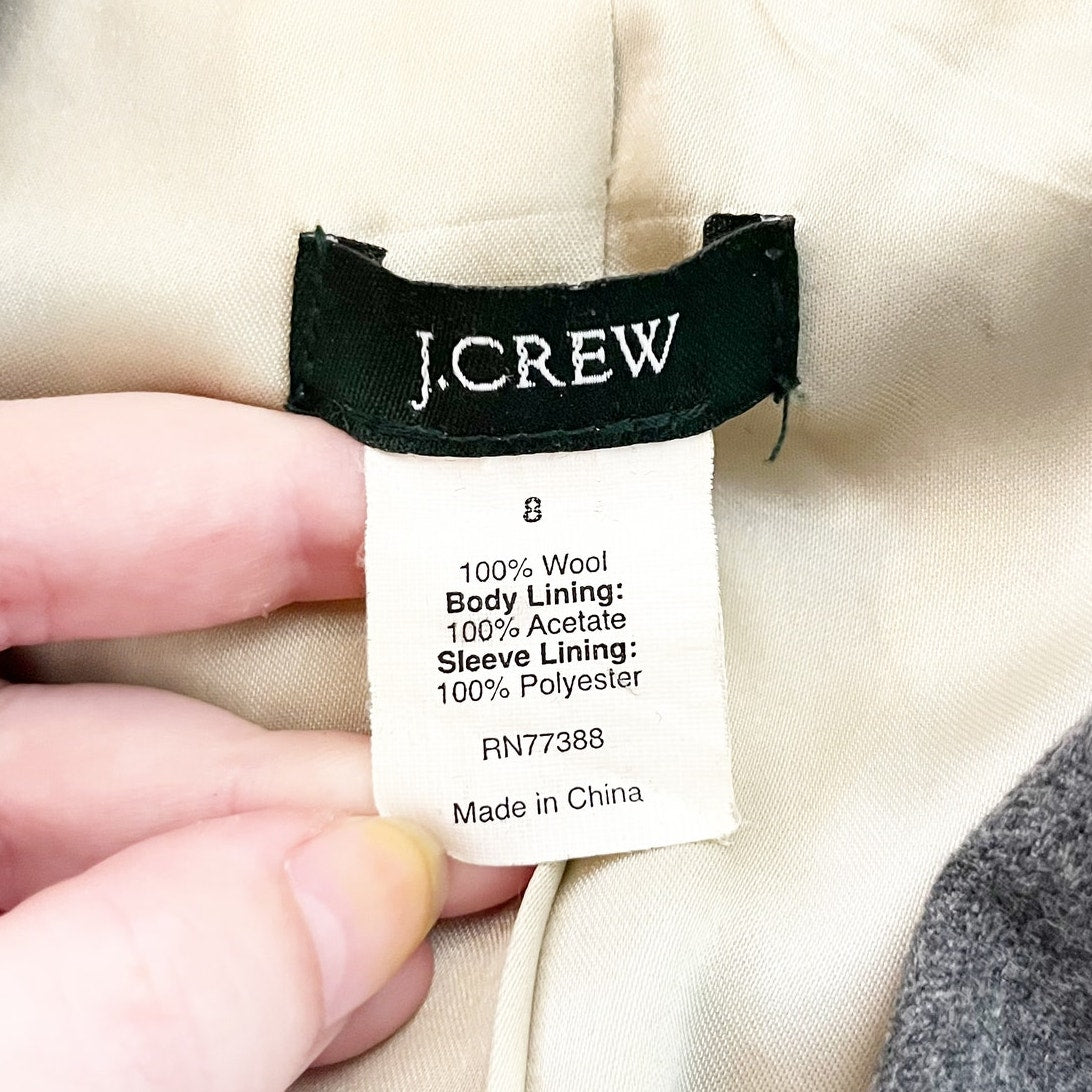 J.CREW
8
100% Wool
Body Lining:
100% Acetate
Sleeve Lining:
100% Polyester
RN77388
Made in China